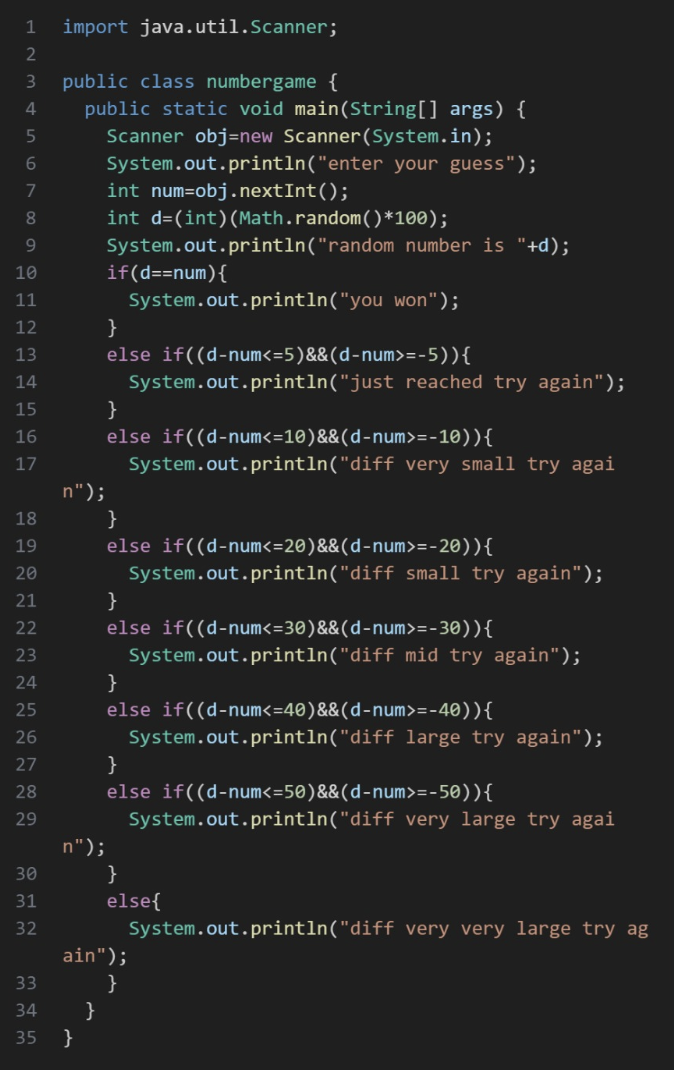 1 import java.util.Scanner;
2
3 public class numbergame {
4   public static void main(String[] args) {
5     Scanner obj=new Scanner(System.in);
6     System.out.println("enter your guess");
7     int num=obj.nextInt();
8     int d=(int)(Math.random()*100);
9     System.out.println("random number is "+d);
10     if(d==num){
11       System.out.println("you won");
12     }
13     else if((d-num<=5)&&(d-num>=-5)){
14       System.out.println("just reached try again");
15     }
16     else if((d-num<=10)&&(d-num>=-10)){
17       System.out.println("diff very small try agai
n");
18     }
19     else if((d-num<=20)&&(d-num>=-20)){
20       System.out.println("diff small try again");
21     }
22     else if((d-num<=30)&&(d-num>=-30)){
23       System.out.println("diff mid try again");
24     }
25     else if((d-num<=40)&&(d-num>=-40)){
26       System.out.println("diff large try again");
27     }
28     else if((d-num<=50)&&(d-num>=-50)){
29       System.out.println("diff very large try agai
n");
30     }
31     else{
32       System.out.println("diff very very large try ag
ain");
33     }
34   }
35 }